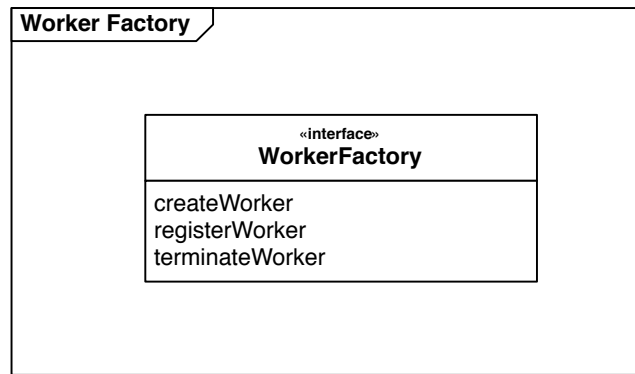 Worker Factory
«interface»
WorkerFactory
createWorker
registerWorker
terminateWorker